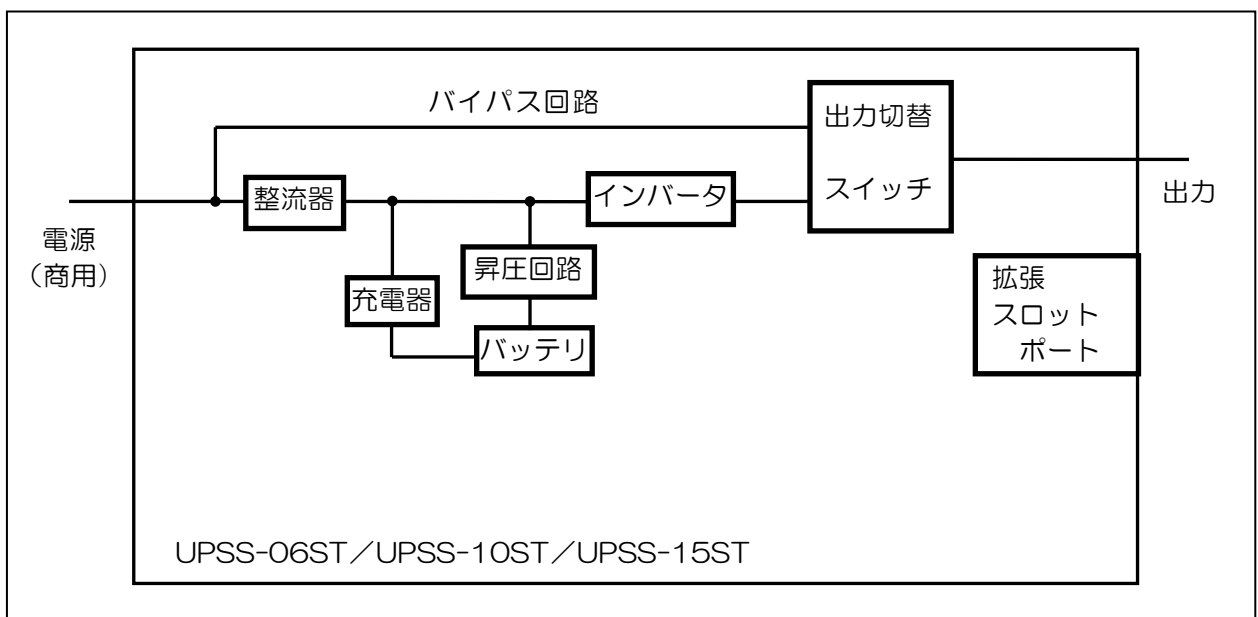 バイパス回路
出力切替
スイッチ
整流器
インバータ
出力
電源
（商用）
昇圧回路
充電器
バッテリ
拡張
スロット
ポート
UPSS-06ST／UPSS-10ST／UPSS-15ST